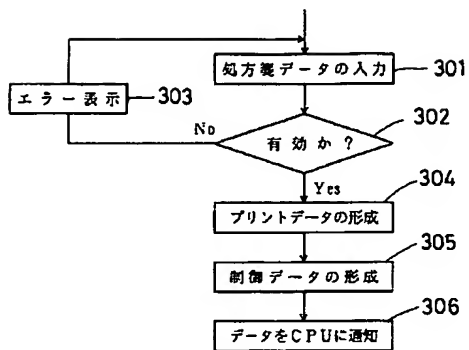 処方箋データの入力
301
エラー表示
303
302
No
有効か?
Yes
304
プリントデータの形成
305
制御データの形成
306
データをCPUに通知